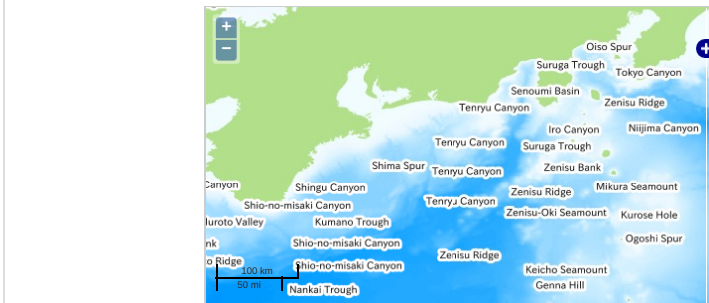 +
−
Oiso Spur
Suruga Trough
Tokyo Canyon
Senoumi Basin
Zenisu Ridge
Tenryu Canyon
Iro Canyon
Niijima Canyon
Tenryu Canyon
Suruga Trough
Shima Spur
Zenisu Bank
Tenryu Canyon
Canyon
Shingu Canyon
Mikura Seamount
Zenisu Ridge
Tenryu Canyon
Shio-no-misaki Canyon
Zenisu-Oki Seamount
Kurose Hole
uroto Valley
Kumano Trough
Ogoshi Spur
nk
Shio-no-misaki Canyon
Zenisu Ridge
o Ridge
Shio-no-misaki Canyon
Keicho Seamount
100 km
50 mi
Genna Hill
Nankai Trough